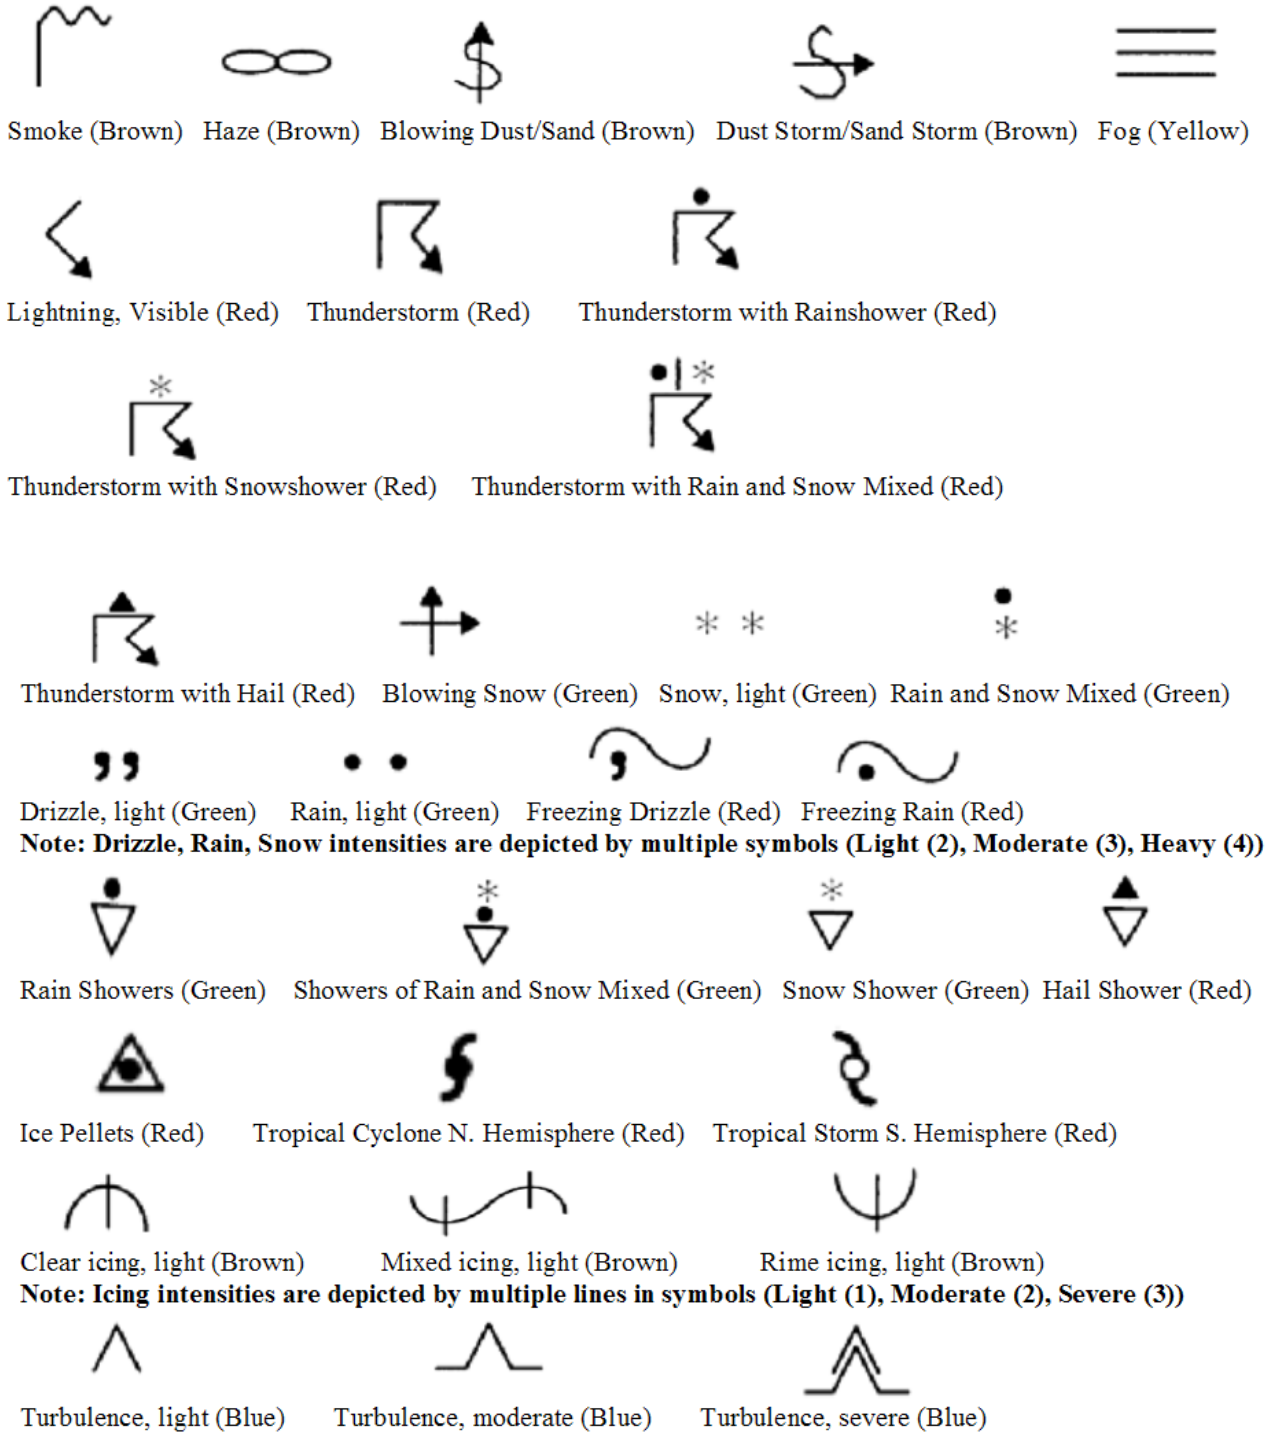 Smoke (Brown) Haze (Brown) Blowing Dust/Sand (Brown) Dust Storm/Sand Storm (Brown) Fog (Yellow)
Lightning, Visible (Red) Thunderstorm (Red) Thunderstorm with Rainshower (Red)
Thunderstorm with Snowshower (Red) Thunderstorm with Rain and Snow Mixed (Red)
Thunderstorm with Hail (Red) Blowing Snow (Green) Snow, light (Green) Rain and Snow Mixed (Green)
Drizzle, light (Green) Rain, light (Green) Freezing Drizzle (Red) Freezing Rain (Red)
Note: Drizzle, Rain, Snow intensities are depicted by multiple symbols (Light (2), Moderate (3), Heavy (4))
Rain Showers (Green) Showers of Rain and Snow Mixed (Green) Snow Shower (Green) Hail Shower (Red)
Ice Pellets (Red) Tropical Cyclone N. Hemisphere (Red) Tropical Storm S. Hemisphere (Red)
Clear icing, light (Brown) Mixed icing, light (Brown) Rime icing, light (Brown)
Note: Icing intensities are depicted by multiple lines in symbols (Light (1), Moderate (2), Severe (3))
Turbulence, light (Blue) Turbulence, moderate (Blue) Turbulence, severe (Blue)